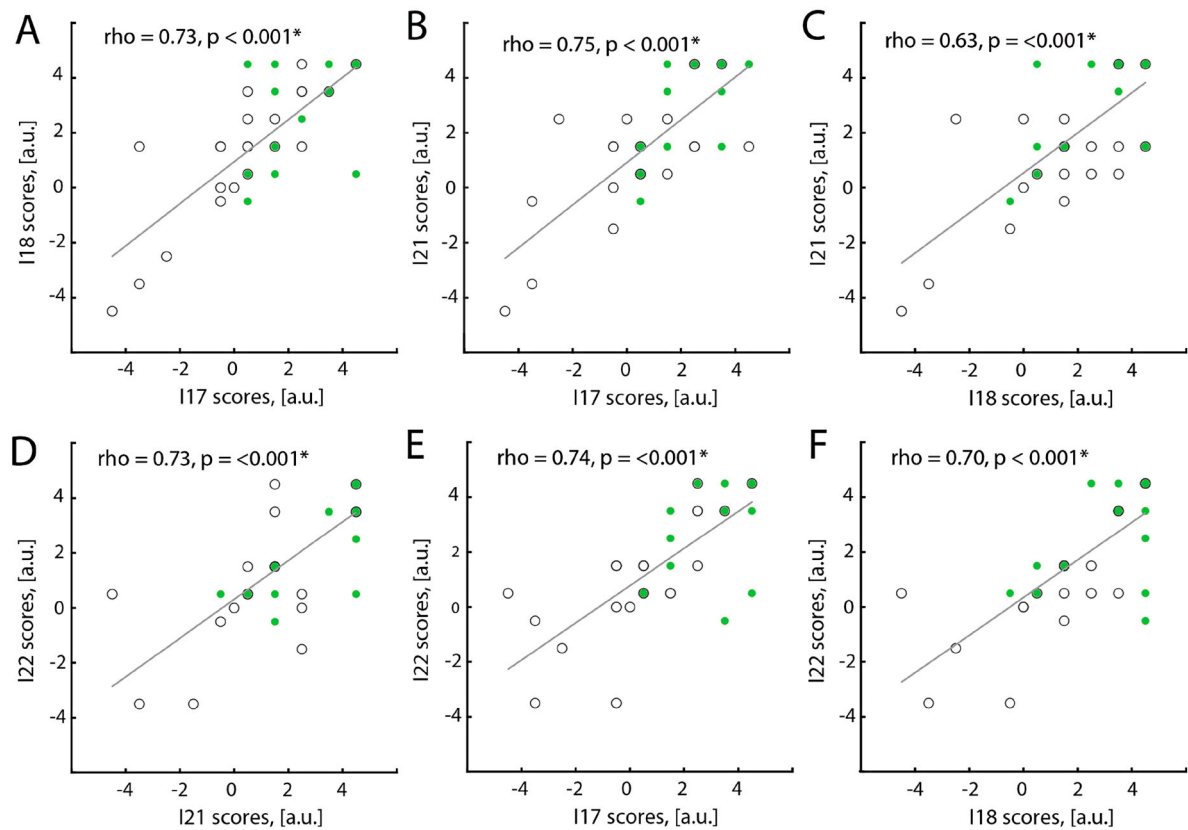 A
rho = 0.73, p < 0.001*
I18 scores, [a.u.]
4
2
0
-2
-4
-4 -2 0 2 4
I17 scores, [a.u.]
B
rho = 0.75, p < 0.001*
I21 scores, [a.u.]
4
2
0
-2
-4
-4 -2 0 2 4
I17 scores, [a.u.]
C
rho = 0.63, p = <0.001*
I21 scores, [a.u.]
4
2
0
-2
-4
-4 -2 0 2 4
I18 scores, [a.u.]
D
rho = 0.73, p = <0.001*
I22 scores, [a.u.]
4
2
0
-2
-4
-4 -2 0 2 4
I21 scores, [a.u.]
E
rho = 0.74, p = <0.001*
I22 scores, [a.u.]
4
2
0
-2
-4
-4 -2 0 2 4
I17 scores, [a.u.]
F
rho = 0.70, p < 0.001*
I22 scores, [a.u.]
4
2
0
-2
-4
-4 -2 0 2 4
I18 scores, [a.u.]